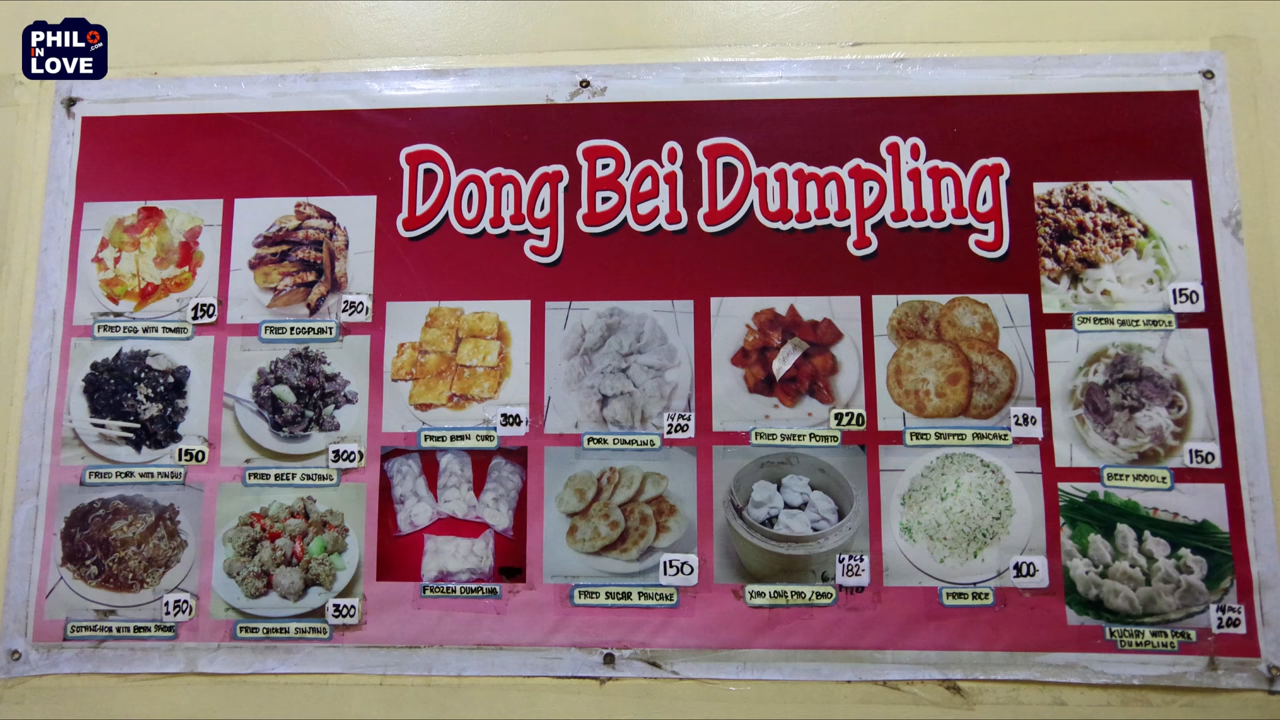 PHIL
IN
.COM
LOVE
Dong Bei Dumpling
150
FRIED EGG WITH TOMATO
250
FRIED EGGPLANT
150
FRIED PORK WITH FUNGUS
300
FRIED BEEF SINJANG
150
SOTANGHON WITH BEAN
300
FRIED CHICKEN SINJANG
300-
FRIED BEAN CURD
14 PCS
200
PORK DUMPLING
220
FRIED SWEET POTATO
280
FRIED STUFFED PANCAKE
FROZEN DUMPLING
150
FRIED SUGAR PANCAKE
6 PCS
182-
XIAO LONG PAO / BAO
100-
FRIED RICE
150
SOY BEAN SAUCE NOODLE
150
BEEF NOODLE
14 PCS
200
KUCHAY WITH PORK
DUMPLING